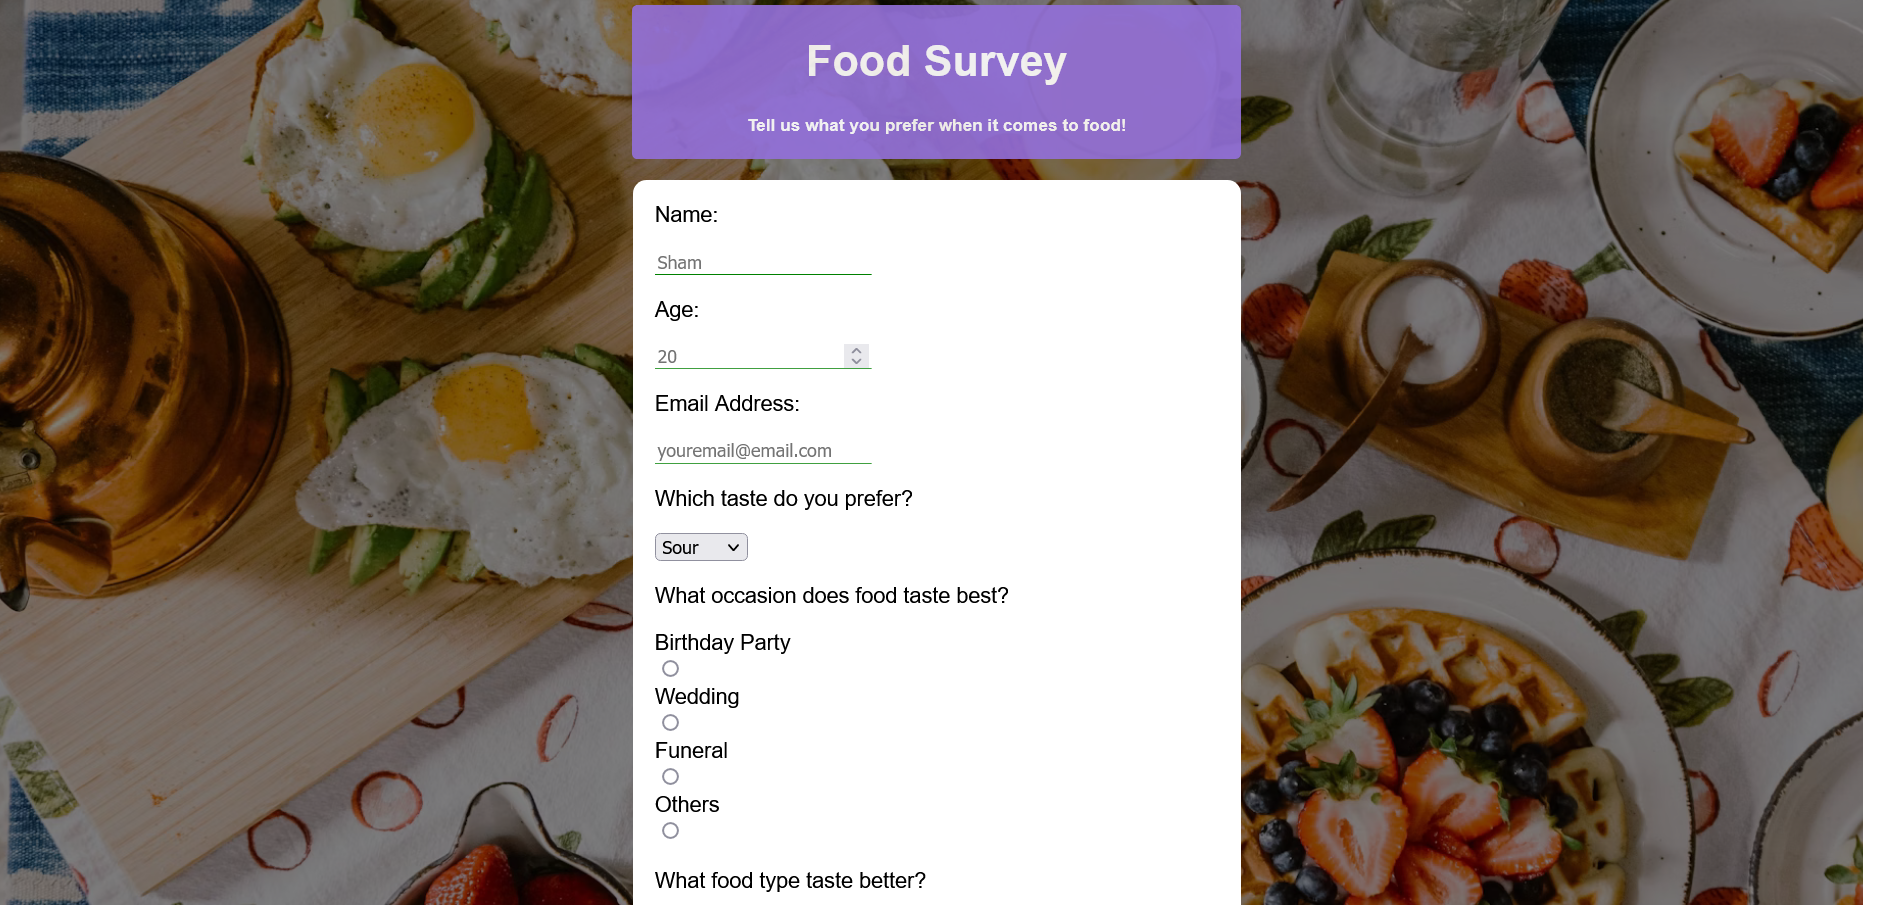 Food Survey
Tell us what you prefer when it comes to food!
Name:
Sham
Age:
20
Email Address:
youremail@email.com
Which taste do you prefer?
Sour
What occasion does food taste best?
Birthday Party
Wedding
Funeral
Others
What food type taste better?